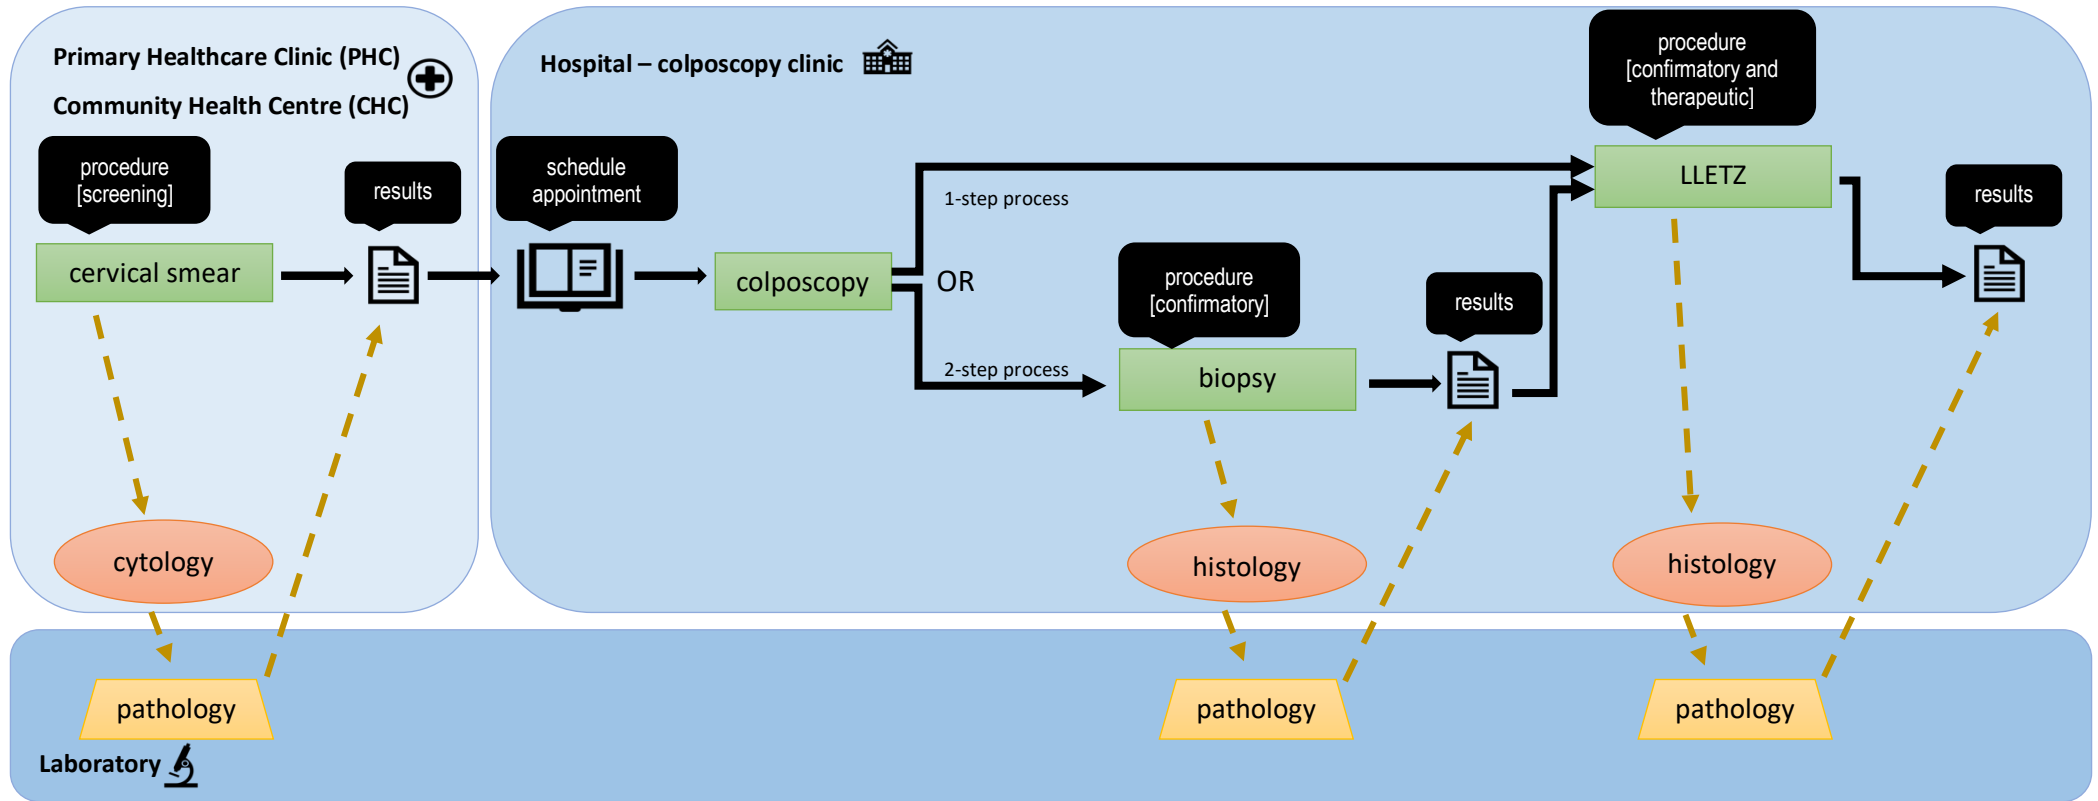 Primary Healthcare Clinic (PHC)
Community Health Centre (CHC)
procedure
[screening]
results
cervical smear
cytology
Hospital – colposcopy clinic
schedule
appointment
colposcopy
1-step process
OR
2-step process
procedure
[confirmatory]
biopsy
results
histology
procedure
[confirmatory and
therapeutic]
LLETZ
results
histology
pathology
pathology
pathology
Laboratory